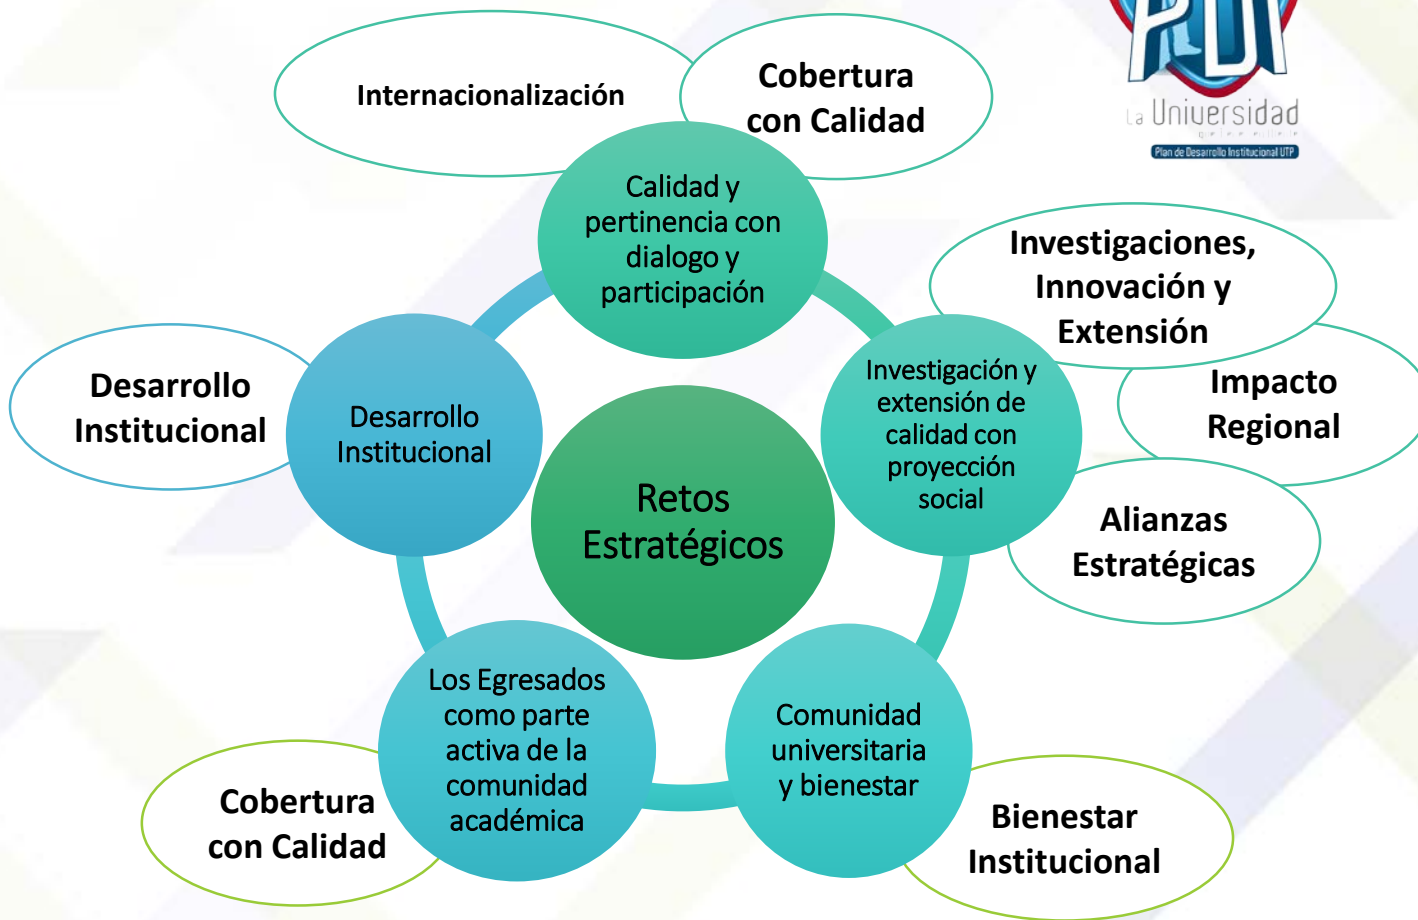 PDI
La Universidad
Plan de Desarrollo Institucional UTP
Internacionalización
Cobertura
con Calidad
Calidad y
pertinencia con
dialogo y
participación
Investigaciones,
Innovación y
Extensión
Impacto
Regional
Alianzas
Estratégicas
Investigación y
extensión de
calidad con
proyección
social
Desarrollo
Institucional
Desarrollo
Institucional
Retos
Estratégicos
Los Egresados
como parte
activa de la
comunidad
académica
Cobertura
con Calidad
Comunidad
universitaria
y bienestar
Bienestar
Institucional